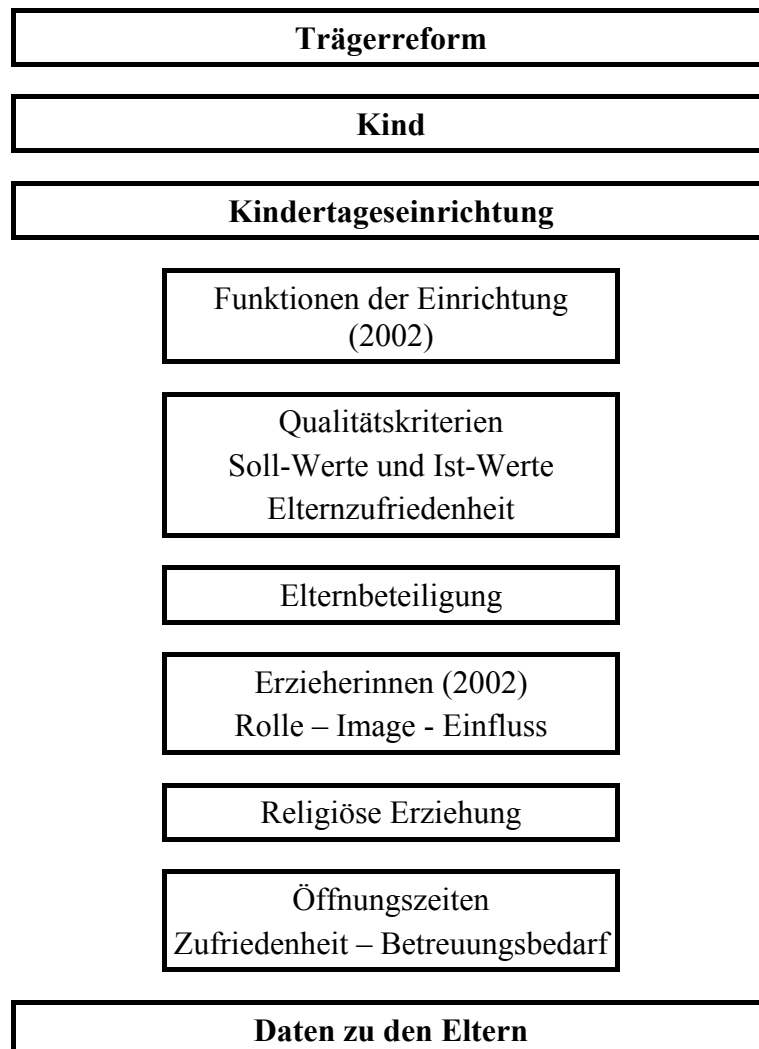 Trägerreform
Kind
Kindertageseinrichtung
Funktionen der Einrichtung
(2002)
Qualitätskriterien
Soll-Werte und Ist-Werte
Elternzufriedenheit
Elternbeteiligung
Erzieherinnen (2002)
Rolle – Image - Einfluss
Religiöse Erziehung
Öffnungszeiten
Zufriedenheit – Betreuungsbedarf
Daten zu den Eltern